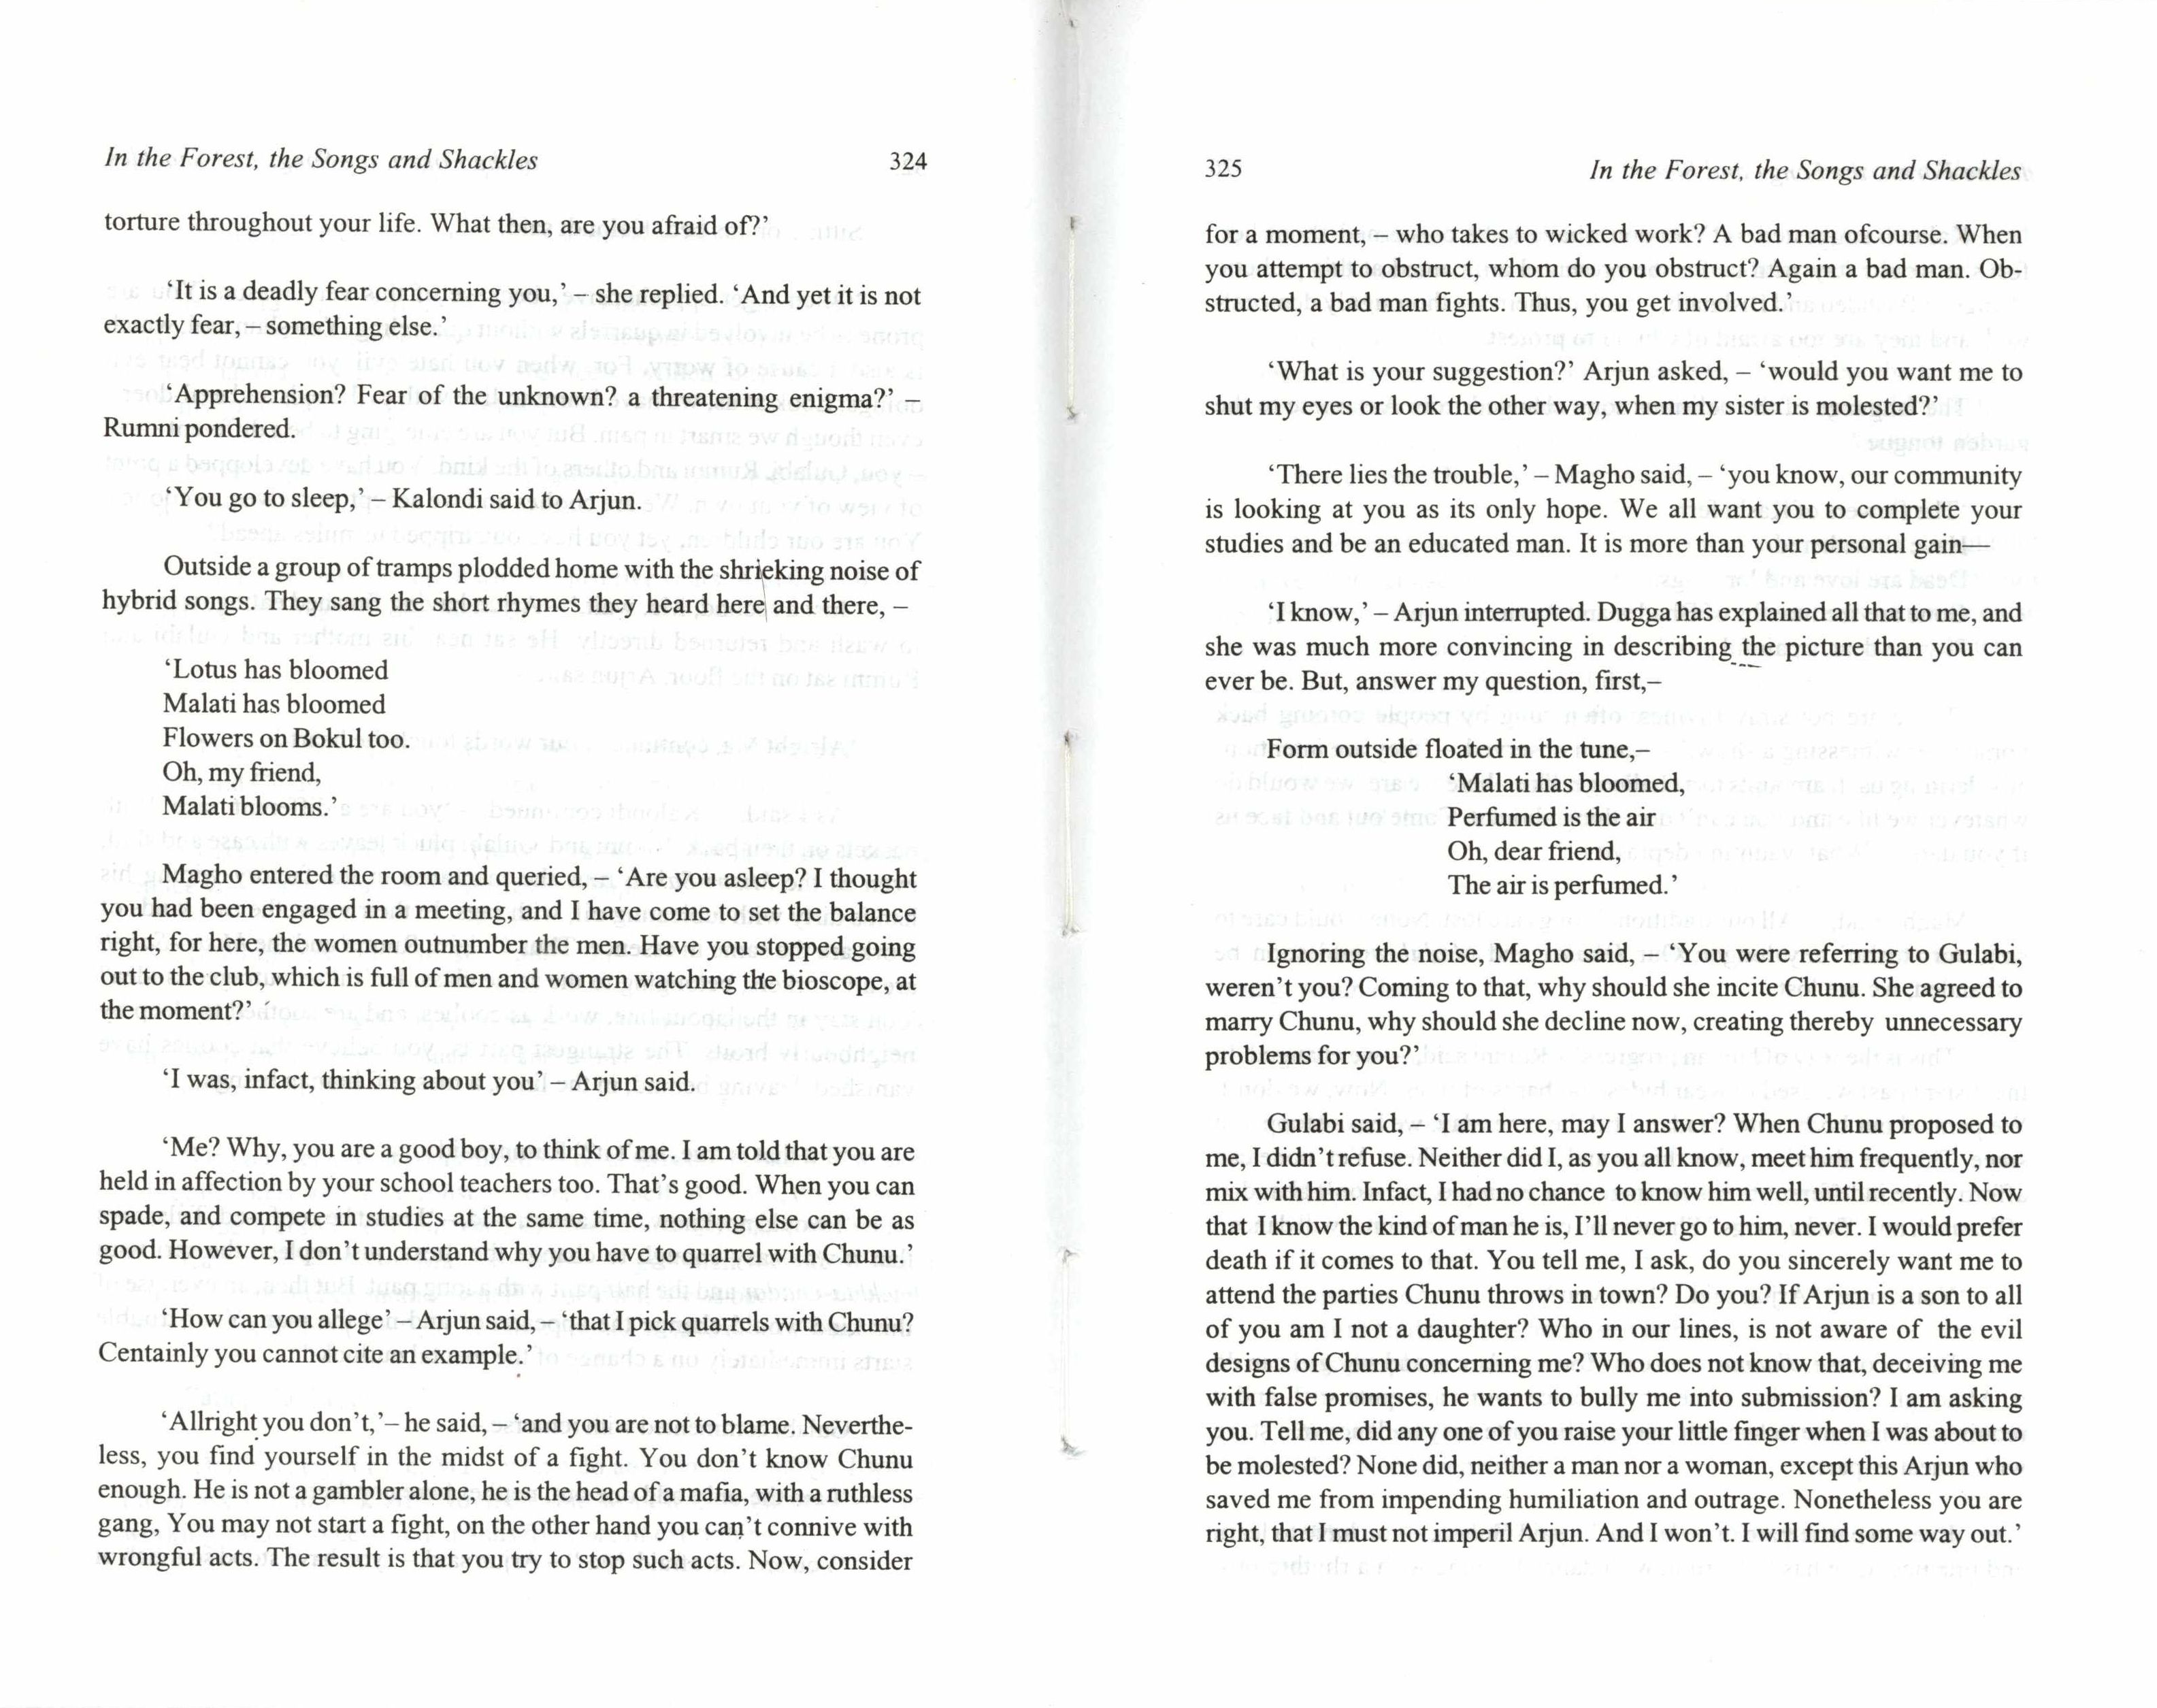 In the Forest, the Songs and Shackles 324
torture throughout your life. What then, are you afraid of?’
‘It is a deadly fear concerning you,’ – she replied. ‘And yet it is not
exactly fear, – something else.’
‘Apprehension? Fear of the unknown? a threatening enigma?’ –
Rumni pondered.
‘You go to sleep,’ – Kalondi said to Arjun.
Outside a group of tramps plodded home with the shrieking noise of
hybrid songs. They sang the short rhymes they heard here and there, –
‘Lotus has bloomed
Malati has bloomed
Flowers on Bokul too.
Oh, my friend,
Malati blooms.’
Magho entered the room and queried, – ‘Are you asleep? I thought
you had been engaged in a meeting, and I have come to set the balance
right, for here, the women outnumber the men. Have you stopped going
out to the club, which is full of men and women watching the bioscope, at
the moment?’
‘I was, infact, thinking about you’ – Arjun said.
‘Me? Why, you are a good boy, to think of me. I am told that you are
held in affection by your school teachers too. That’s good. When you can
spade, and compete in studies at the same time, nothing else can be as
good. However, I don’t understand why you have to quarrel with Chunu.’
‘How can you allege’ – Arjun said, – ‘that I pick quarrels with Chunu?
Centainly you cannot cite an example.’
‘Allright you don’t,’ – he said, – ‘and you are not to blame. Neverthe-
less, you find yourself in the midst of a fight. You don’t know Chunu
enough. He is not a gambler alone, he is the head of a mafia, with a ruthless
gang, You may not start a fight, on the other hand you can’t connive with
wrongful acts. The result is that you try to stop such acts. Now, consider
325 In the Forest, the Songs and Shackles
for a moment, – who takes to wicked work? A bad man ofcourse. When
you attempt to obstruct, whom do you obstruct? Again a bad man. Ob-
structed, a bad man fights. Thus, you get involved.’
‘What is your suggestion?’ Arjun asked, – ‘would you want me to
shut my eyes or look the other way, when my sister is molested?’
‘There lies the trouble,’ – Magho said, – ‘you know, our community
is looking at you as its only hope. We all want you to complete your
studies and be an educated man. It is more than your personal gain—
‘I know,’ – Arjun interrupted. Dugga has explained all that to me, and
she was much more convincing in describing the picture than you can
ever be. But, answer my question, first,–
Form outside floated in the tune,–
‘Malati has bloomed,
Perfumed is the air
Oh, dear friend,
The air is perfumed.’
Ignoring the noise, Magho said, – ‘You were referring to Gulabi,
weren’t you? Coming to that, why should she incite Chunu. She agreed to
marry Chunu, why should she decline now, creating thereby unnecessary
problems for you?’
Gulabi said, – ‘I am here, may I answer? When Chunu proposed to
me, I didn’t refuse. Neither did I, as you all know, meet him frequently, nor
mix with him. Infact, I had no chance to know him well, until recently. Now
that I know the kind of man he is, I’ll never go to him, never. I would prefer
death if it comes to that. You tell me, I ask, do you sincerely want me to
attend the parties Chunu throws in town? Do you? If Arjun is a son to all
of you am I not a daughter? Who in our lines, is not aware of the evil
designs of Chunu concerning me? Who does not know that, deceiving me
with false promises, he wants to bully me into submission? I am asking
you. Tell me, did any one of you raise your little finger when I was about to
be molested? None did, neither a man nor a woman, except this Arjun who
saved me from impending humiliation and outrage. Nonetheless you are
right, that I must not imperil Arjun. And I won’t. I will find some way out.’